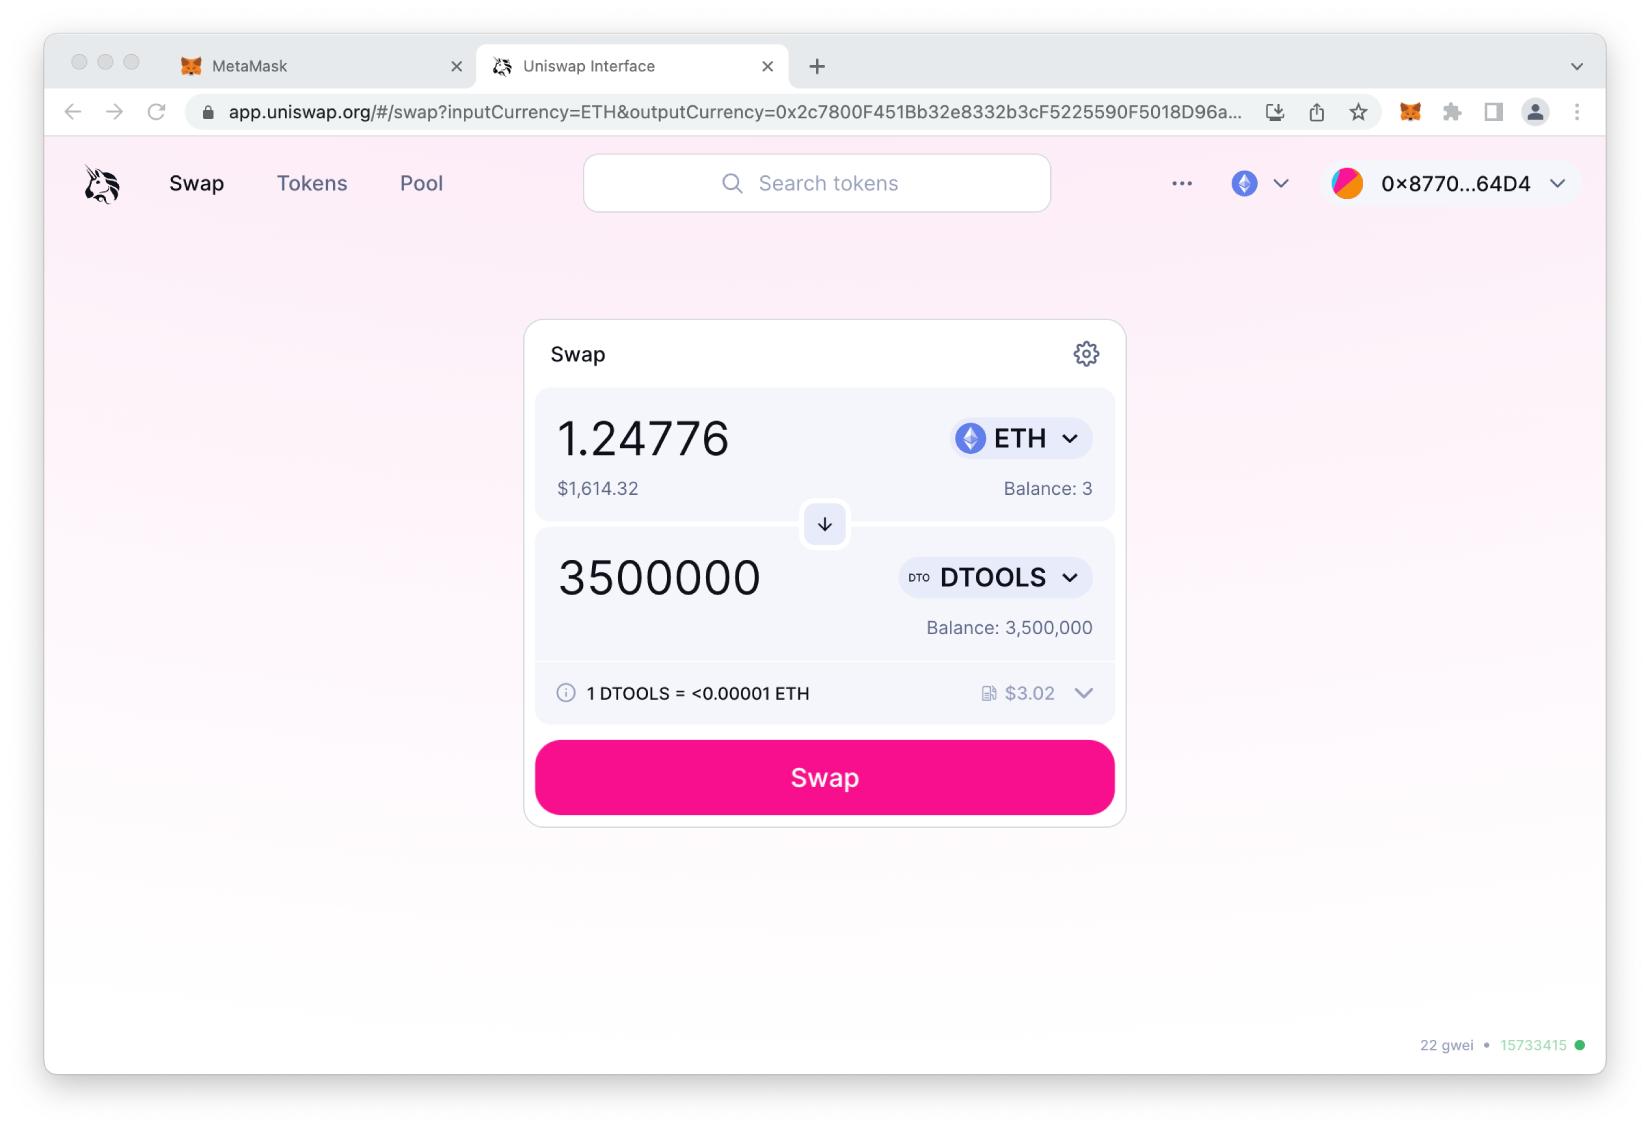 MetaMask
Uniswap Interface
app.uniswap.org/#/swap?inputCurrency=ETH&outputCurrency=0x2c7800F451Bb32e8332b3cF5225590F5018D96a...
Swap
Tokens
Pool
Search tokens
0x8770...64D4
Swap
1.24776
ETH
$1,614.32
Balance: 3
3500000
DTO DTOOLS
Balance: 3,500,000
1 DTOOLS = <0.00001 ETH
$3.02
Swap
22 gwei • 15733415